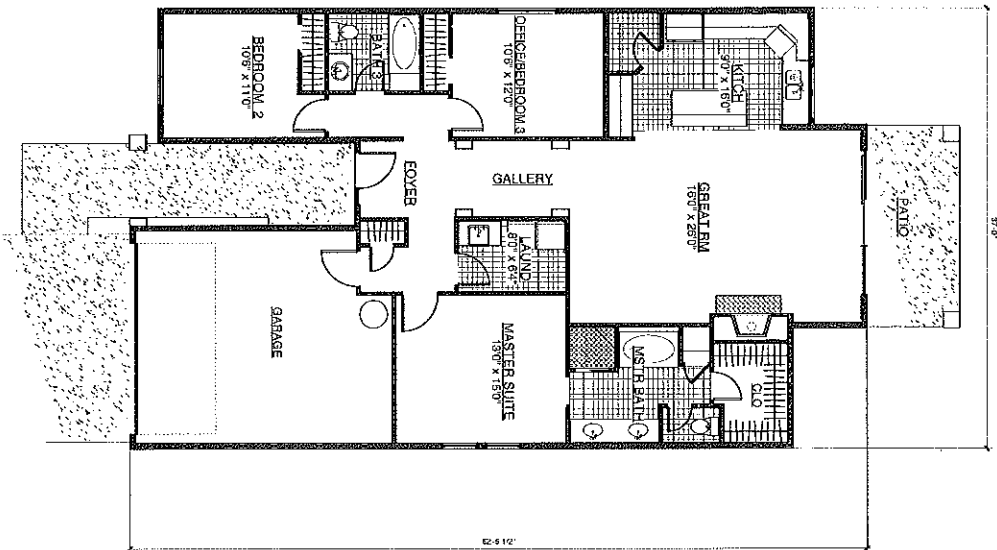 BEDROOM 2
10'6" x 11'0"
BATH 3
OFFICE/BEDROOM 3
10'6" x 12'0"
KITCH
9'0" x 16'0"
FOYER
GALLERY
GREAT RM
16'0" x 26'0"
PATIO
LAUND
8'0" x 6'4"
GARAGE
MASTER SUITE
13'0" x 15'0"
MSTR BATH
CLO